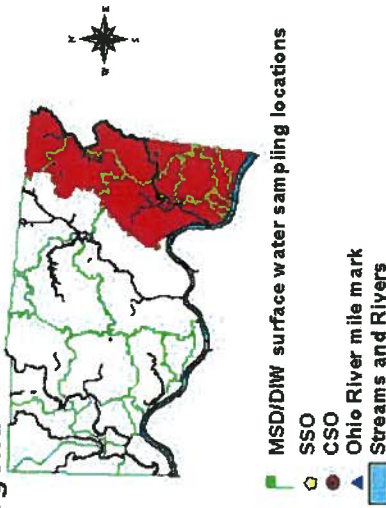 MSD/DIW surface water sampling locations
SSO
CSO
Ohio River mile mark
Streams and Rivers